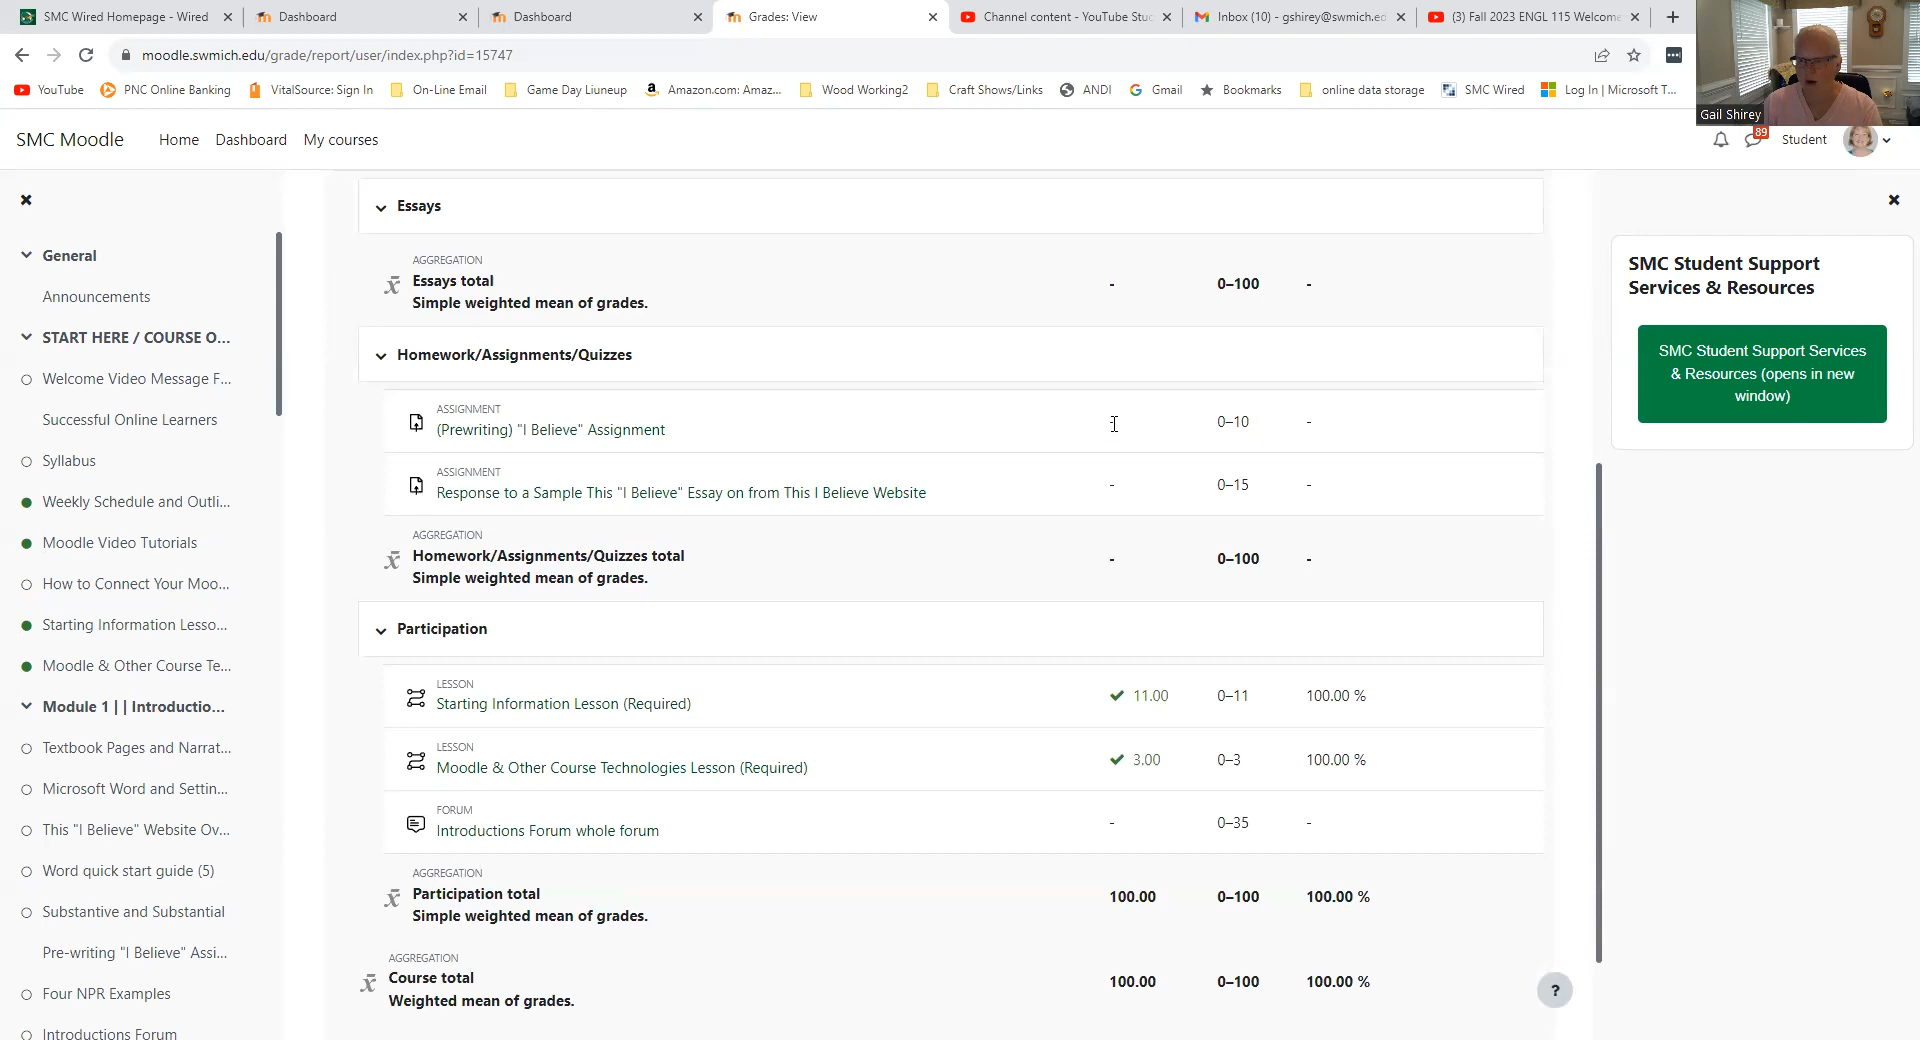 SMC Wired Homepage - Wired
Dashboard
Dashboard
Grades: View
Channel content - YouTube Stud
Inbox (10) - gshirey@swmich.ed
(3) Fall 2023 ENGL 115 Welcome
moodle.swmich.edu/grade/report/user/index.php?id=15747
YouTube
PNC Online Banking
VitalSource: Sign In
On-Line Email
Game Day Liuneup
Amazon.com: Amaz...
Wood Working2
Craft Shows/Links
ANDI
Gmail
Bookmarks
online data storage
SMC Wired
Log In | Microsoft T...
Gail Shirey
SMC Moodle
Home
Dashboard
My courses
89
Student
General
Announcements
START HERE / COURSE O...
Welcome Video Message F...
Successful Online Learners
Syllabus
Weekly Schedule and Outli...
Moodle Video Tutorials
How to Connect Your Moo...
Starting Information Lesso...
Moodle & Other Course Te...
Module 1 | | Introductio...
Textbook Pages and Narrat...
Microsoft Word and Settin...
This "I Believe" Website Ov...
Word quick start guide (5)
Substantive and Substantial
Pre-writing "I Believe" Assi...
Four NPR Examples
Introductions Forum
Essays
AGGREGATION
Essays total - 0–100 -
Simple weighted mean of grades.
Homework/Assignments/Quizzes
ASSIGNMENT
(Prewriting) "I Believe" Assignment - 0–10 -
ASSIGNMENT
Response to a Sample This "I Believe" Essay on from This I Believe Website - 0–15 -
AGGREGATION
Homework/Assignments/Quizzes total - 0–100 -
Simple weighted mean of grades.
Participation
LESSON
Starting Information Lesson (Required) 11.00 0–11 100.00 %
LESSON
Moodle & Other Course Technologies Lesson (Required) 3.00 0–3 100.00 %
FORUM
Introductions Forum whole forum - 0–35 -
AGGREGATION
Participation total 100.00 0–100 100.00 %
Simple weighted mean of grades.
AGGREGATION
Course total 100.00 0–100 100.00 %
Weighted mean of grades.
SMC Student Support
Services & Resources
SMC Student Support Services
& Resources (opens in new
window)
?